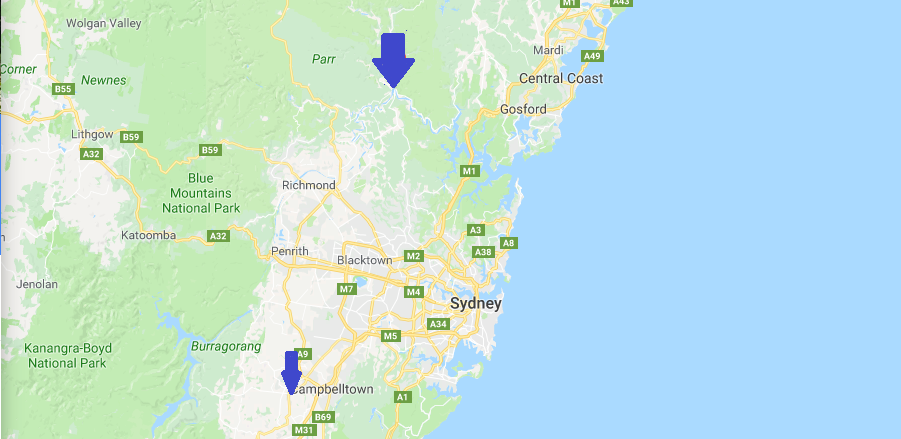 M1
A43
Wolgan Valley
Mardi
Parr
A49
Corner
Newnes
Central Coast
B55
Gosford
Lithgow
B59
B59
A32
M1
Blue
Mountains
National Park
Richmond
Katoomba
A32
A3
A8
A38
Penrith
Blacktown
M2
Jenolan
M7
M4
Sydney
A34
M5
Kanangra-Boyd
National Park
Burragorang
A9
Campbelltown
A1
B69
M31